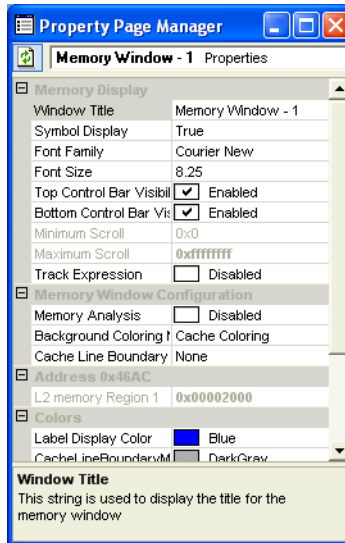 Property Page Manager
Memory Window - 1 Properties
Memory Display
Window Title Memory Window - 1
Symbol Display True
Font Family Courier New
Font Size 8.25
Top Control Bar Visibil Enabled
Bottom Control Bar Vis Enabled
Minimum Scroll 0x0
Maximum Scroll 0xffffffff
Track Expression Disabled
Memory Window Configuration
Memory Analysis Disabled
Background Coloring Cache Coloring
Cache Line Boundary None
Address 0x46AC
L2 memory Region 1 0x00002000
Colors
Label Display Color Blue
CacheLineBoundaryM DarkGray
Window Title
This string is used to display the title for the
memory window